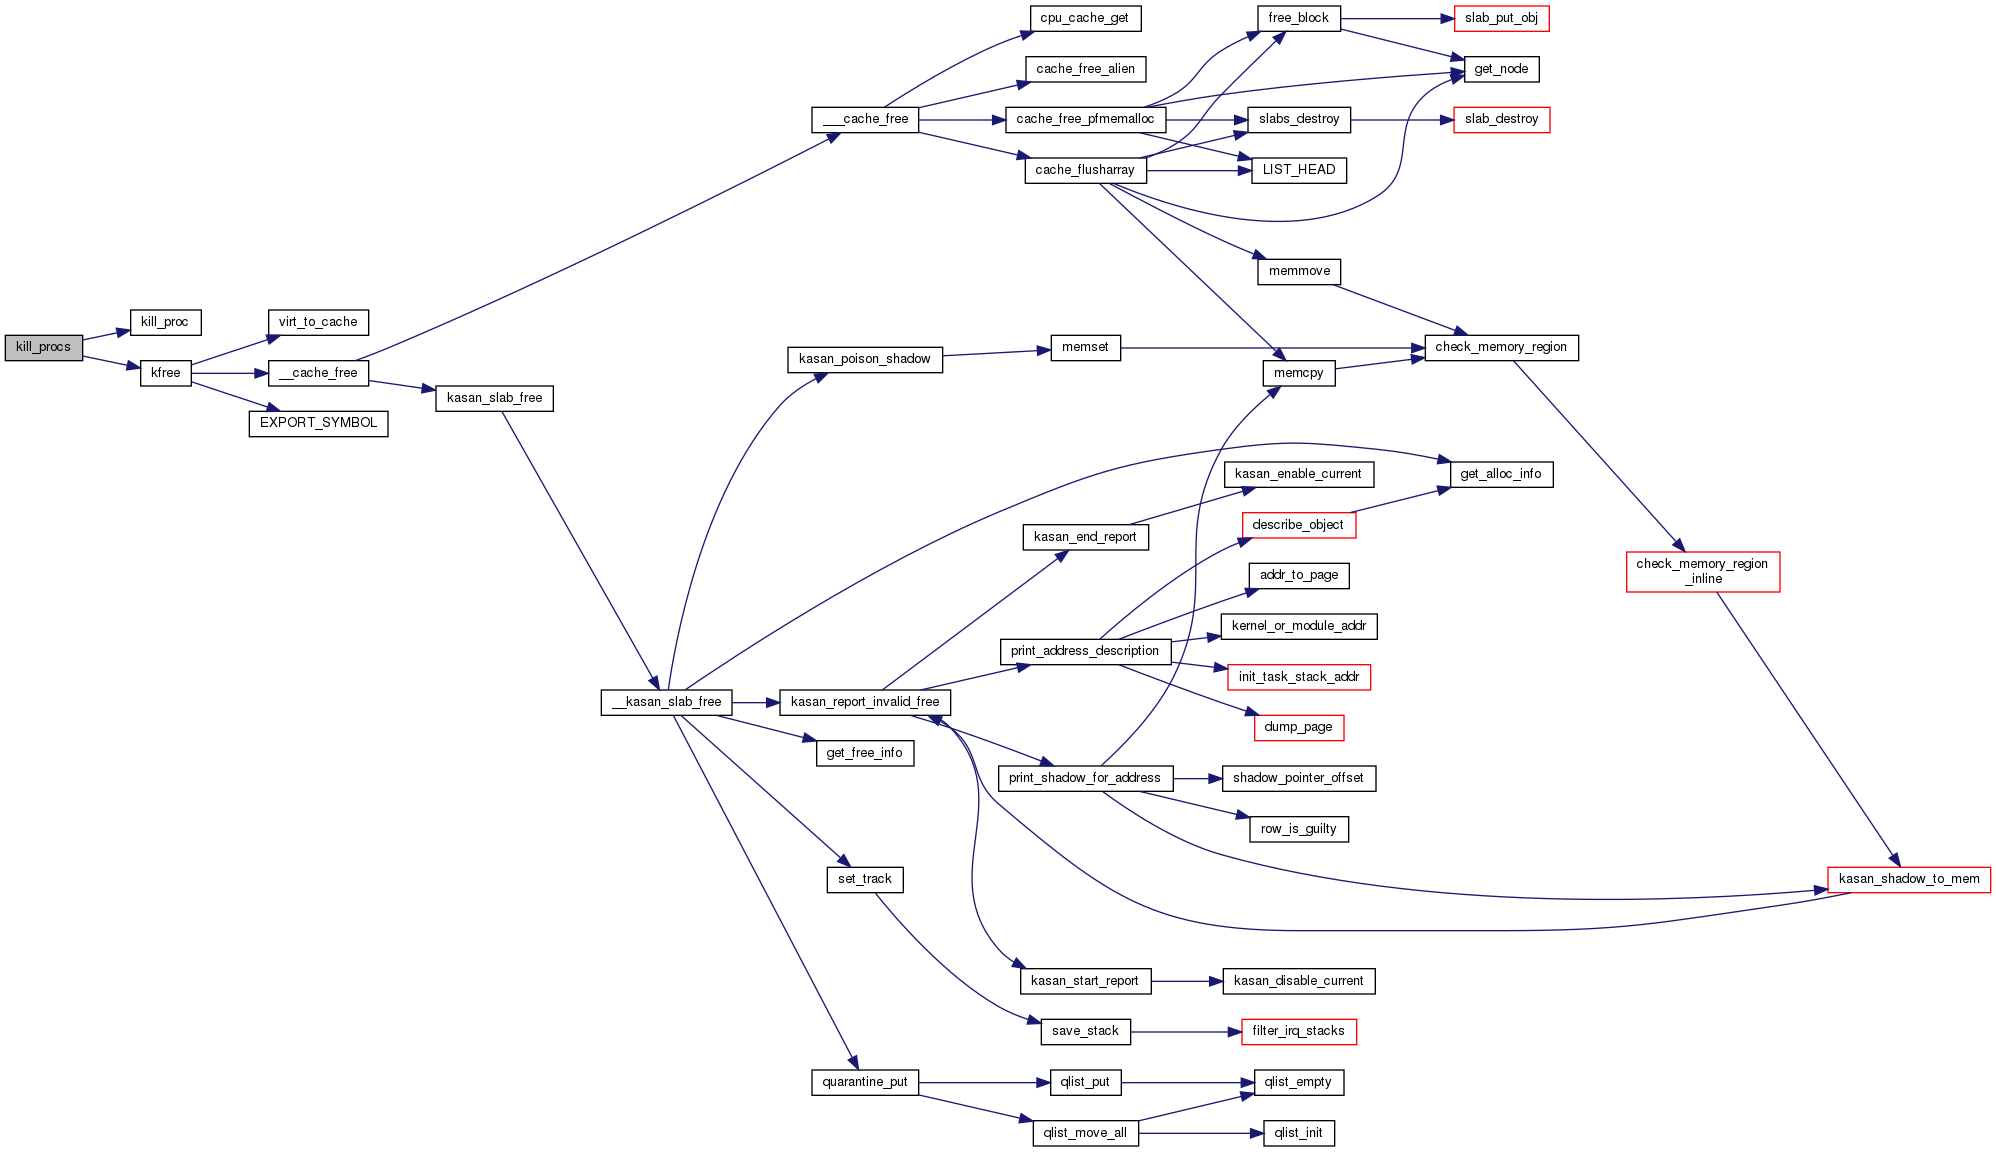 kill_procs
kill_proc
kfree
virt_to_cache
__cache_free
EXPORT_SYMBOL
kasan_slab_free
___cache_free
cpu_cache_get
cache_free_alien
cache_free_pfmemalloc
cache_flusharray
free_block
slab_put_obj
get_node
slabs_destroy
slab_destroy
LIST_HEAD
memmove
memcpy
check_memory_region
check_memory_region
_inline
kasan_shadow_to_mem
__kasan_slab_free
kasan_poison_shadow
memset
get_alloc_info
kasan_report_invalid_free
kasan_end_report
kasan_enable_current
print_address_description
describe_object
addr_to_page
kernel_or_module_addr
init_task_stack_addr
dump_page
print_shadow_for_address
shadow_pointer_offset
row_is_guilty
kasan_start_report
kasan_disable_current
get_free_info
set_track
save_stack
filter_irq_stacks
quarantine_put
qlist_put
qlist_empty
qlist_move_all
qlist_init